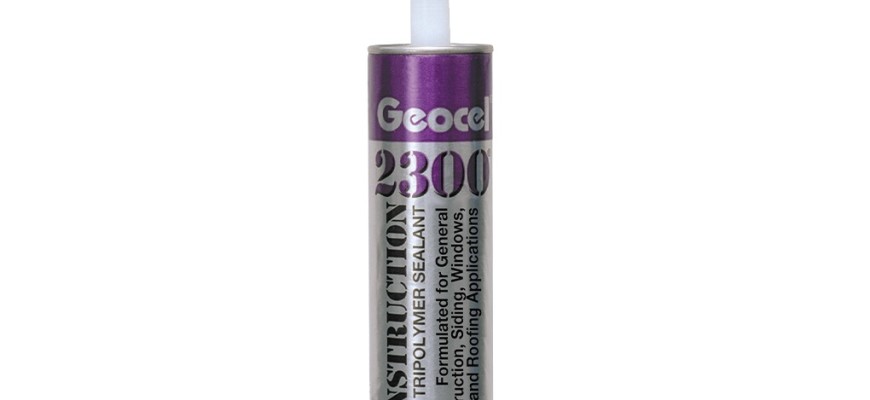 Geocel
2300
NSTRUCTION
TRIPOLYMER SEALANT
Formulated for General
ruction, Siding, Windows,
and Roofing Applications